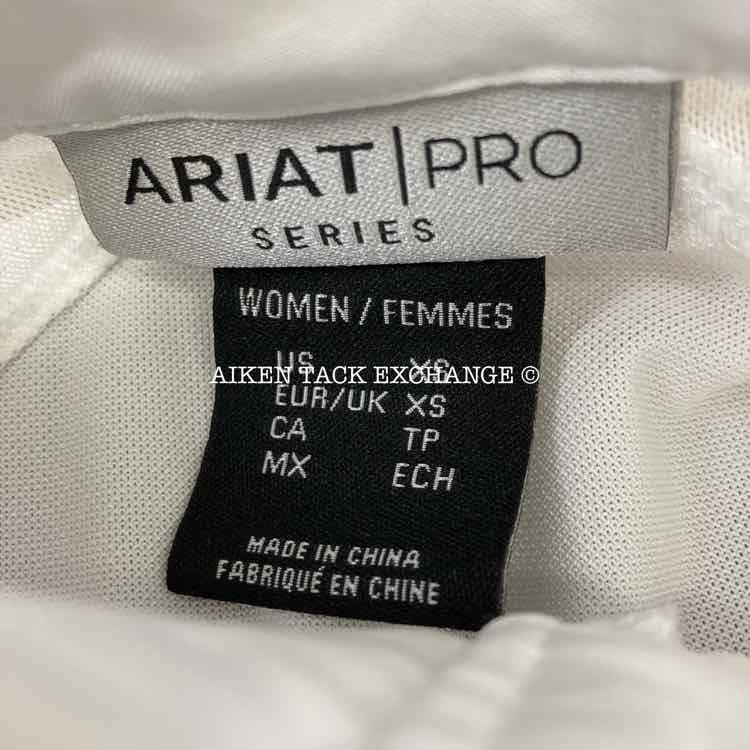 ARIAT | PRO
SERIES
WOMEN / FEMMES
US XS
AIKEN TACK EXCHANGE ©
EUR/UK XS
CA TP
MX ECH
MADE IN CHINA
FABRIQUÉ EN CHINE